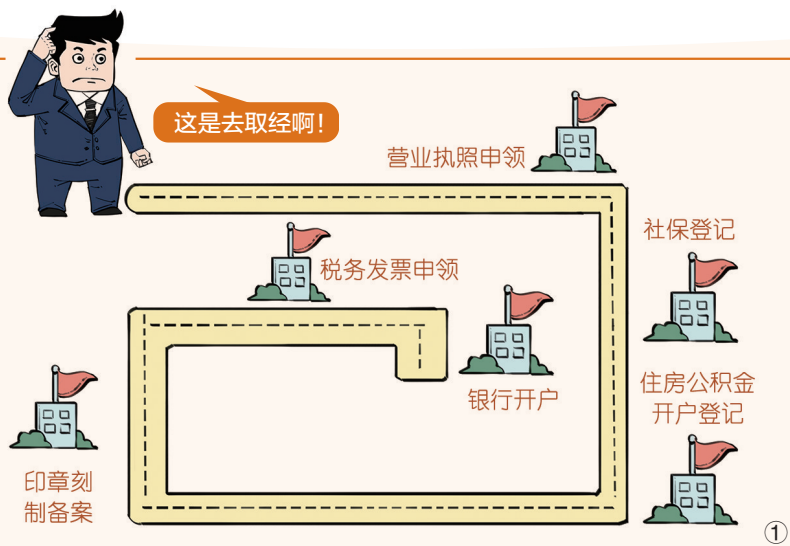 这是去取经啊！
营业执照申领
社保登记
税务发票申领
住房公积金
开户登记
银行开户
印章刻
制备案
①